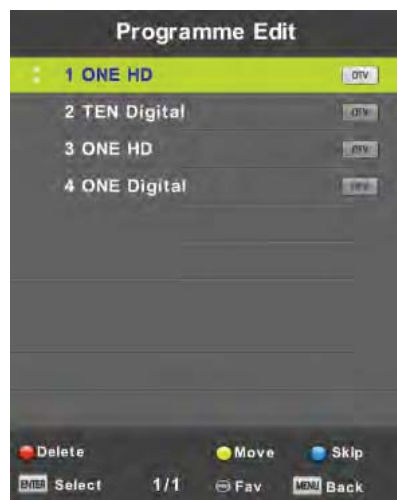 Programme Edit
1 ONE HD DTV
2 TEN Digital DTV
3 ONE HD DTV
4 ONE Digital DTV
Delete Move Skip
ENTER Select 1/1 Fav MENU Back